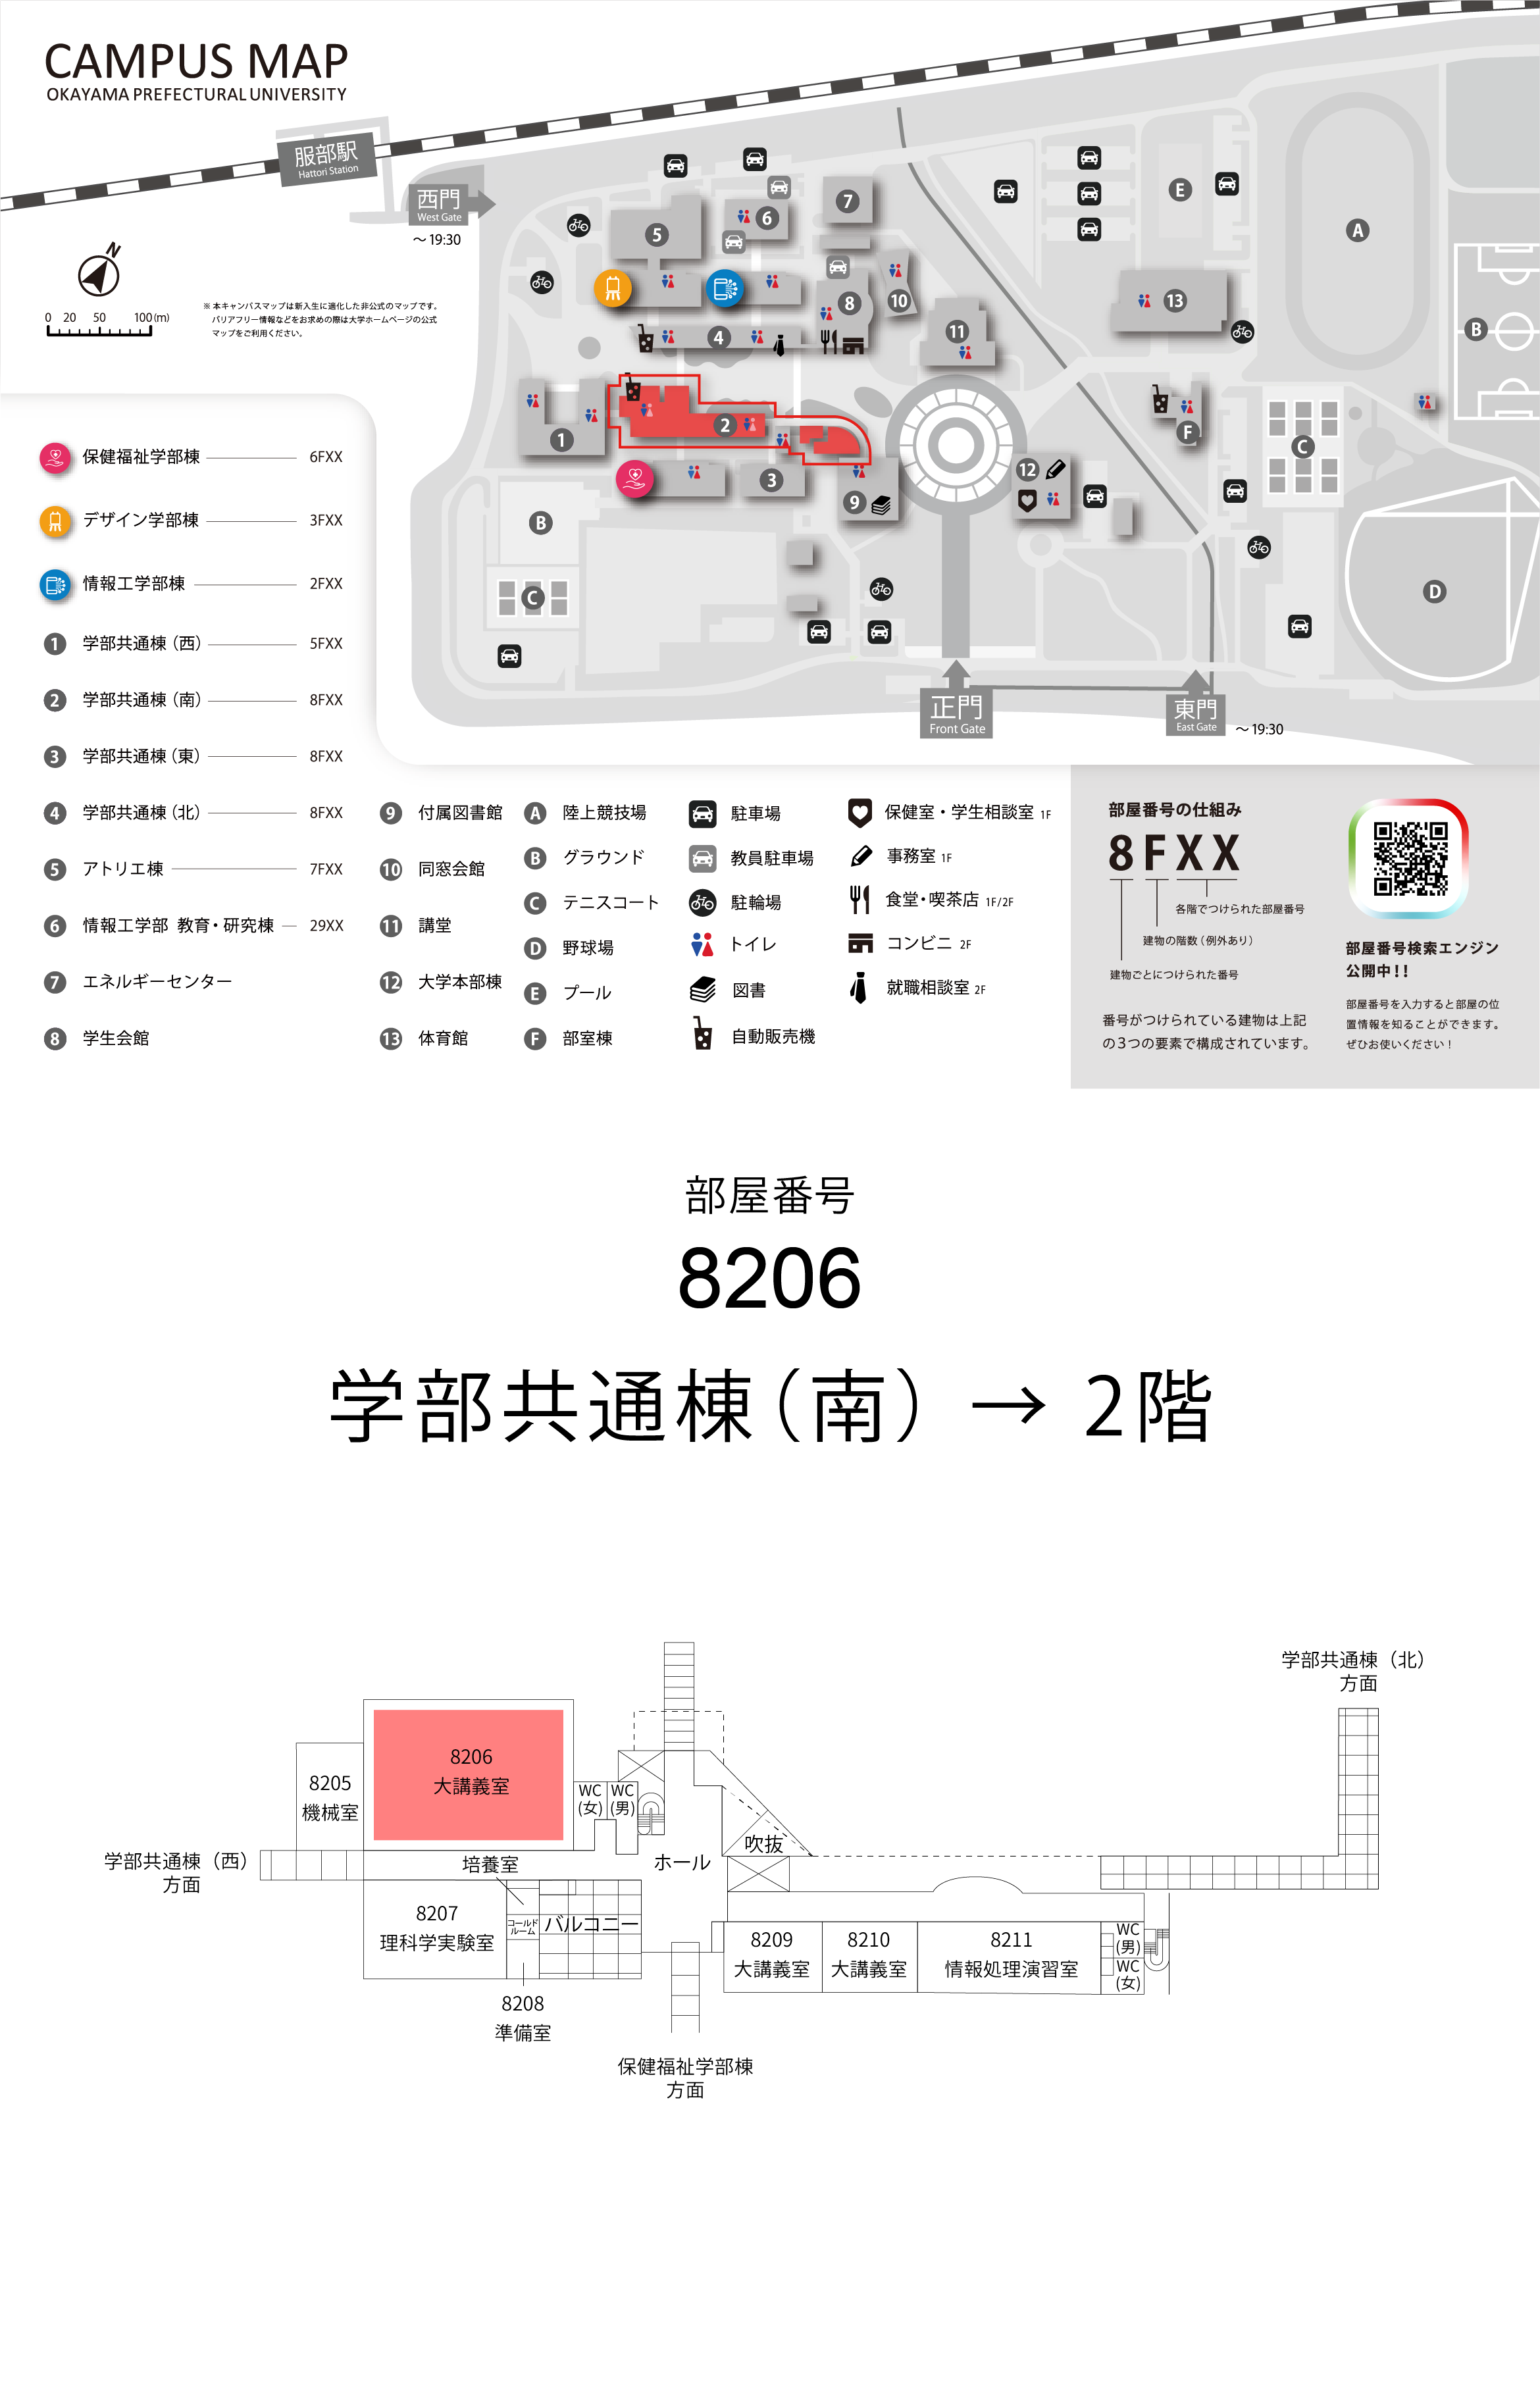 CAMPUS MAP
OKAYAMA PREFECTURAL UNIVERSITY
服部駅
Hattori Station
西門
West Gate
～19:30
N
0 20 50 100(m)
※ 本キャンパスマップは新入生に適化した非公式のマップです。
バリアフリー情報などをお求めの際は大学ホームページの公式
マップをご利用ください。
5
6
7
8
10
4
11
13
E
A
B
1
2
3
9
12
F
C
B
C
D
正門
Front Gate
東門
East Gate
～19:30
保健福祉学部棟 6FXX
デザイン学部棟 3FXX
情報工学部棟 2FXX
1 学部共通棟（西） 5FXX
2 学部共通棟（南） 8FXX
3 学部共通棟（東） 8FXX
4 学部共通棟（北） 8FXX
5 アトリエ棟 7FXX
6 情報工学部 教育・研究棟 29XX
7 エネルギーセンター
8 学生会館
9 付属図書館
10 同窓会館
11 講堂
12 大学本部棟
13 体育館
A 陸上競技場
B グラウンド
C テニスコート
D 野球場
E プール
F 部室棟
駐車場
教員駐車場
駐輪場
トイレ
図書
自動販売機
保健室・学生相談室 1F
事務室 1F
食堂・喫茶店 1F/2F
コンビニ 2F
就職相談室 2F
部屋番号の仕組み
8FXX
各階でつけられた部屋番号
建物の階数（例外あり）
建物ごとにつけられた番号
番号がつけられている建物は上記
の３つの要素で構成されています。
部屋番号検索エンジン
公開中！！
部屋番号を入力すると部屋の位
置情報を知ることができます。
ぜひお使いください！
部屋番号
8206
学部共通棟（南） → 2階
学部共通棟（北）
方面
8206
大講義室
8205
機械室
WC
(女)
WC
(男)
吹抜
ホール
学部共通棟（西）
方面
培養室
8207
理科学実験室
コールド
ルーム
バルコニー
8208
準備室
8209
大講義室
8210
大講義室
8211
情報処理演習室
WC
(男)
WC
(女)
保健福祉学部棟
方面